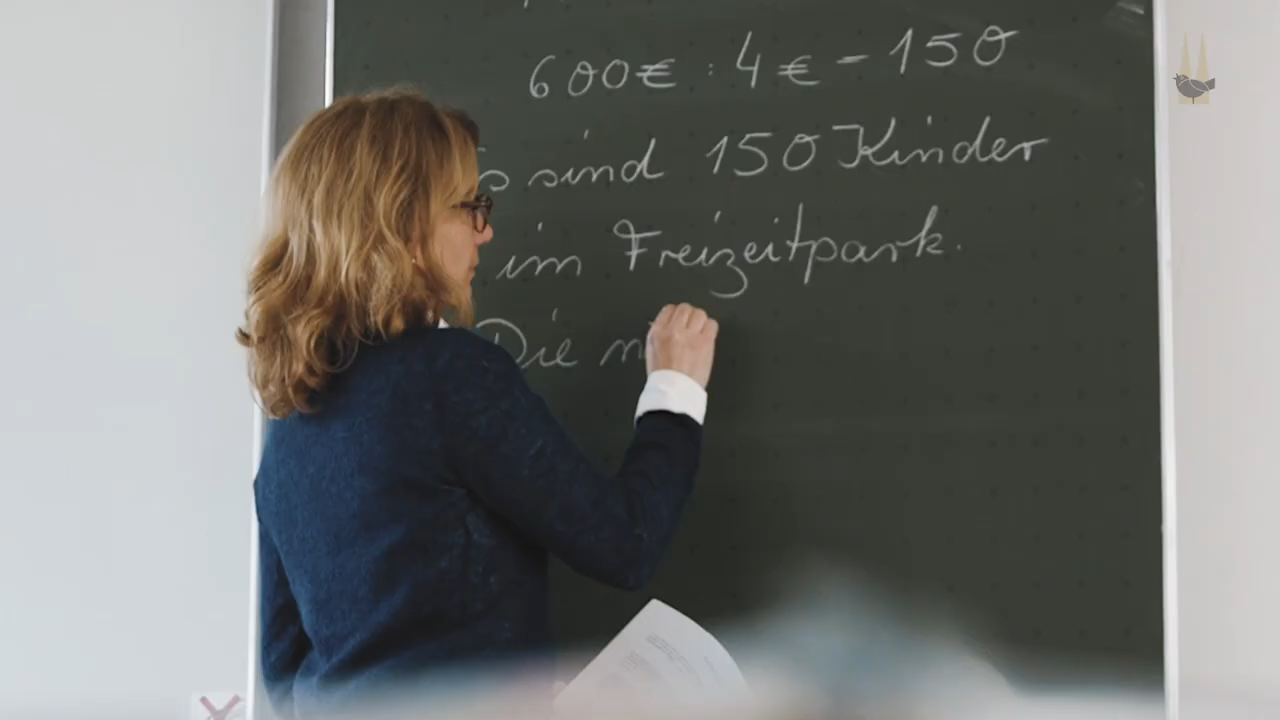 600€ : 4€ = 150
sind 150 Kinder
im Freizeitpark.
Die